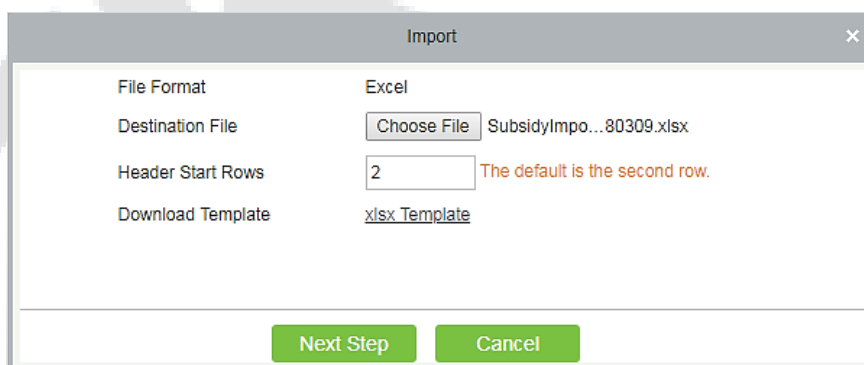 Import ×
File Format Excel
Destination File Choose File SubsidyImpo...80309.xlsx
Header Start Rows 2 The default is the second row.
Download Template xlsx Template
Next Step Cancel